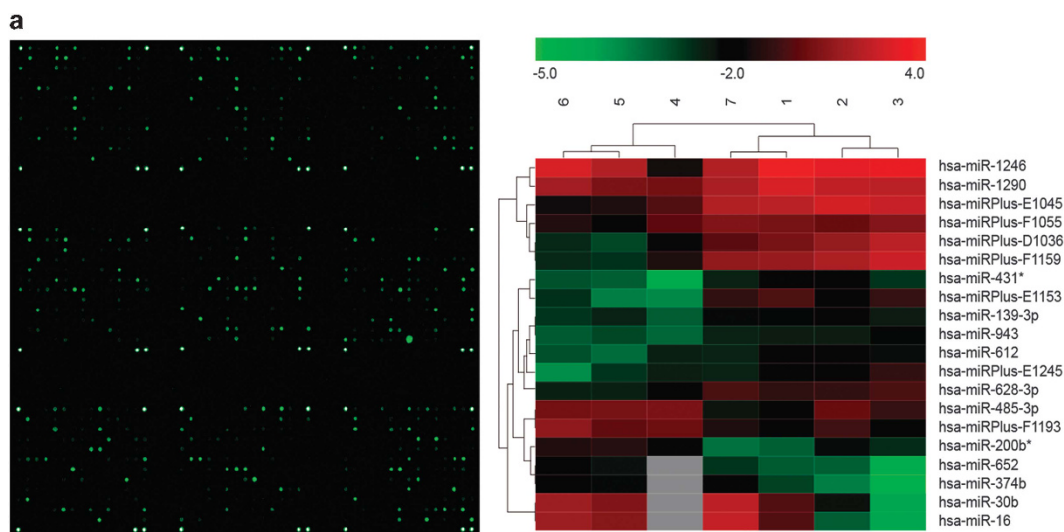 a
-5.0 -2.0 4.0
6 5 4 7 1 2 3
hsa-miR-1246
hsa-miR-1290
hsa-miRPlus-E1045
hsa-miRPlus-F1055
hsa-miRPlus-D1036
hsa-miRPlus-F1159
hsa-miR-431*
hsa-miRPlus-E1153
hsa-miR-139-3p
hsa-miR-943
hsa-miR-612
hsa-miRPlus-E1245
hsa-miR-628-3p
hsa-miR-485-3p
hsa-miRPlus-F1193
hsa-miR-200b*
hsa-miR-652
hsa-miR-374b
hsa-miR-30b
hsa-miR-16